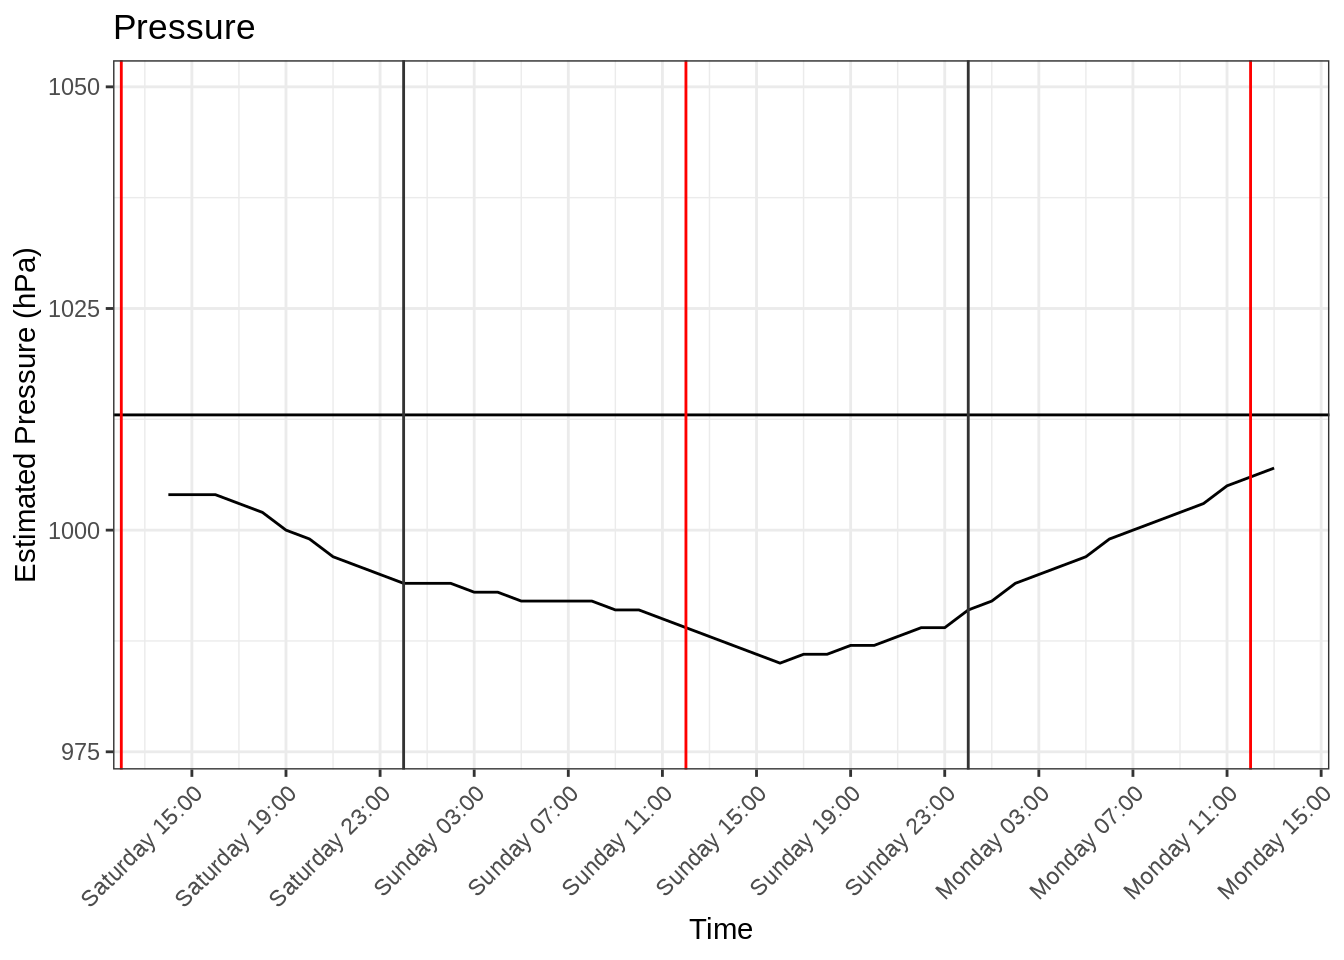 Pressure
1050
1025
1000
975
Estimated Pressure (hPa)
Saturday 15:00
Saturday 19:00
Saturday 23:00
Sunday 03:00
Sunday 07:00
Sunday 11:00
Sunday 15:00
Sunday 19:00
Sunday 23:00
Monday 03:00
Monday 07:00
Monday 11:00
Monday 15:00
Time